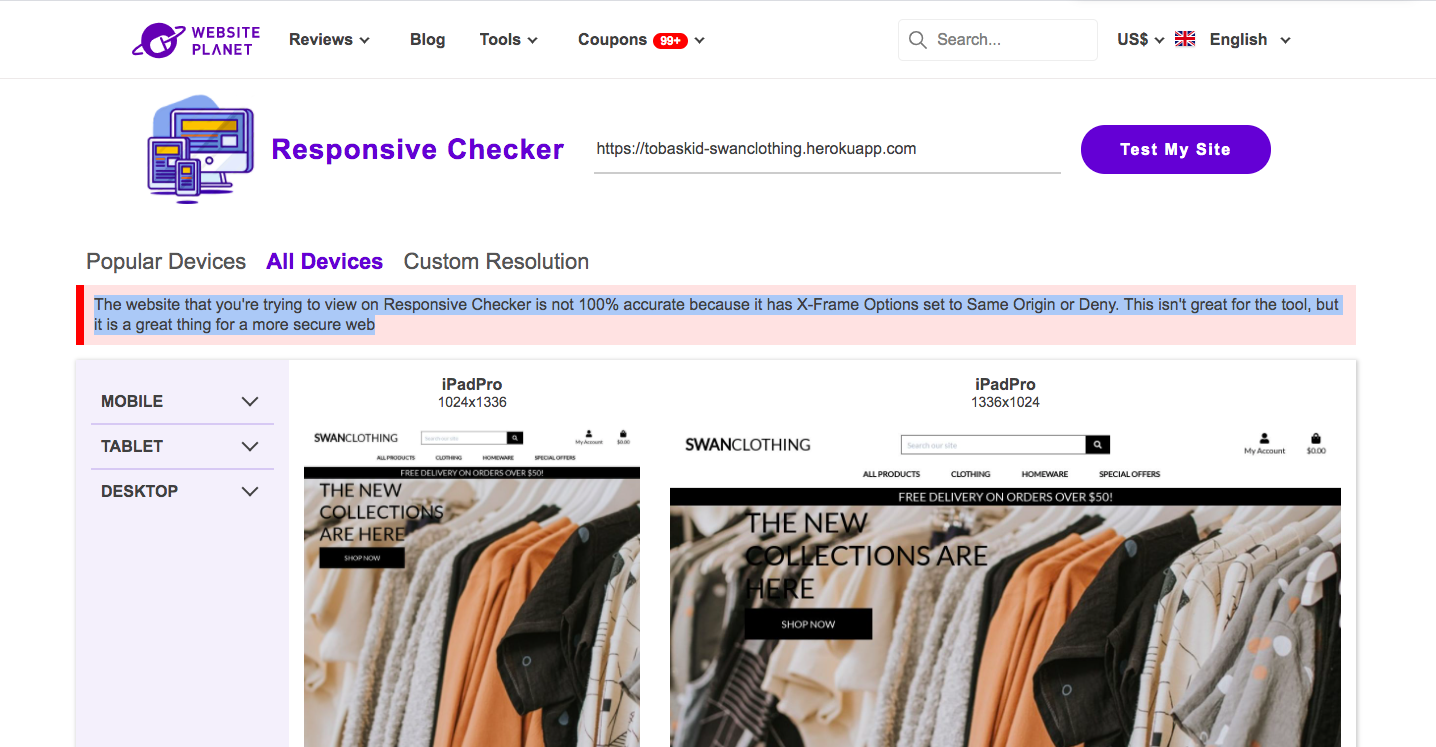 WEBSITE
PLANET
Reviews
Blog
Tools
Coupons 99+
Search...
US$
English
Responsive Checker
https://tobaskid-swanclothing.herokuapp.com
Test My Site
Popular Devices
All Devices
Custom Resolution
The website that you're trying to view on Responsive Checker is not 100% accurate because it has X-Frame Options set to Same Origin or Deny. This isn't great for the tool, but
it is a great thing for a more secure web
MOBILE
TABLET
DESKTOP
iPadPro
1024x1336
SWANCLOTHING
Search our site
My Account
$0.00
ALL PRODUCTS
CLOTHING
HOMEWARE
SPECIAL OFFERS
FREE DELIVERY ON ORDERS OVER $50!
THE NEW
COLLECTIONS
ARE HERE
SHOP NOW
iPadPro
1336x1024
SWANCLOTHING
Search our site
My Account
$0.00
ALL PRODUCTS
CLOTHING
HOMEWARE
SPECIAL OFFERS
FREE DELIVERY ON ORDERS OVER $50!
THE NEW
COLLECTIONS ARE
HERE
SHOP NOW